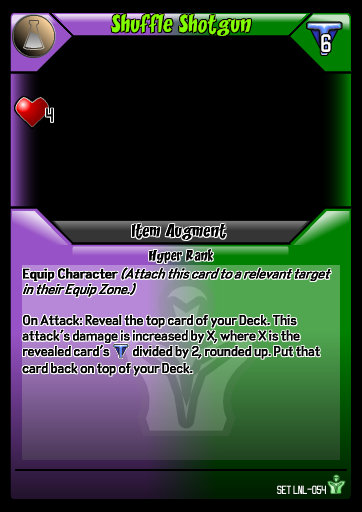 Shuffle Shotgun
6
4
Item Augment
Hyper Rank
Equip Character (Attach this card to a relevant target
in their Equip Zone.)
On Attack: Reveal the top card of your Deck. This
attack's damage is increased by X, where X is the
revealed card's divided by 2, rounded up. Put that
card back on top of your Deck.
SET LNL-054